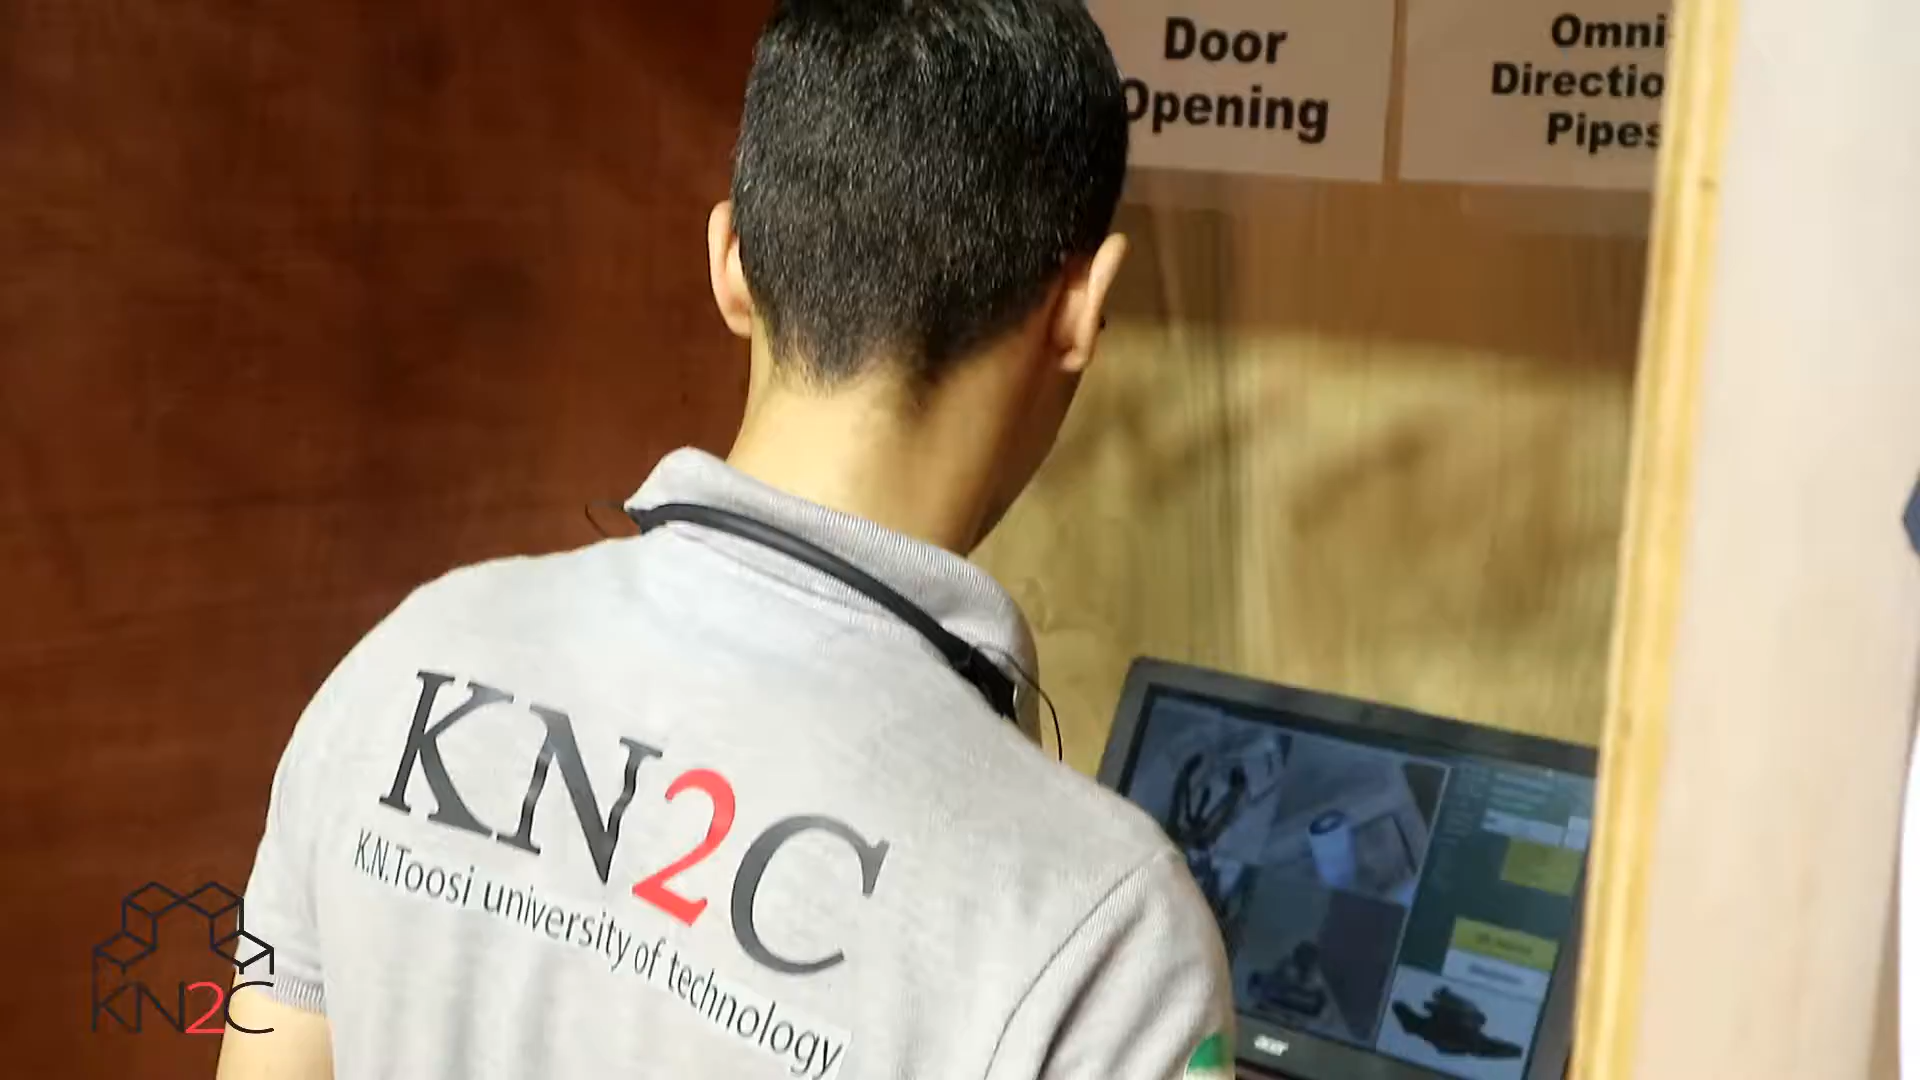 Door
Opening
Omni-
Directio
Pipes
KN2C
K.N.Toosi university of technology
KN2C
acer